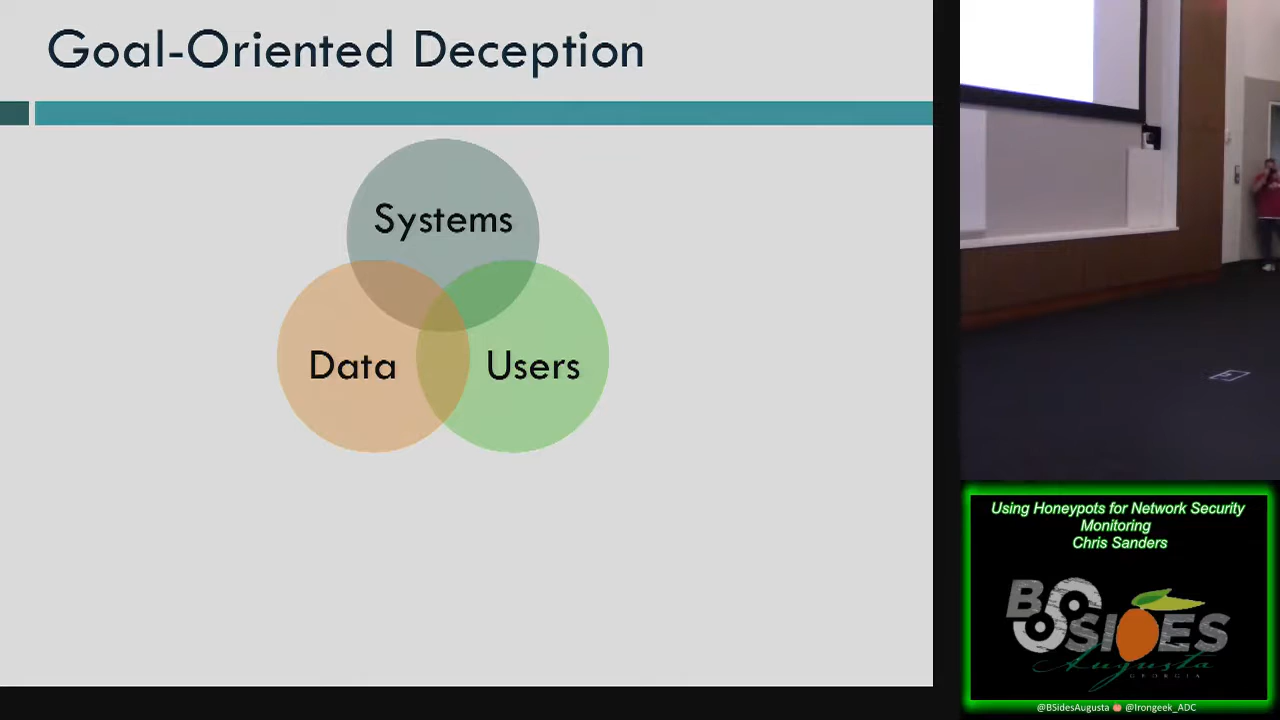 Goal-Oriented Deception
Systems
Data
Users
Using Honeypots for Network Security
Monitoring
Chris Sanders
BSIDES
Augusta
GEORGIA
@BSidesAugusta @Irongeek_ADC